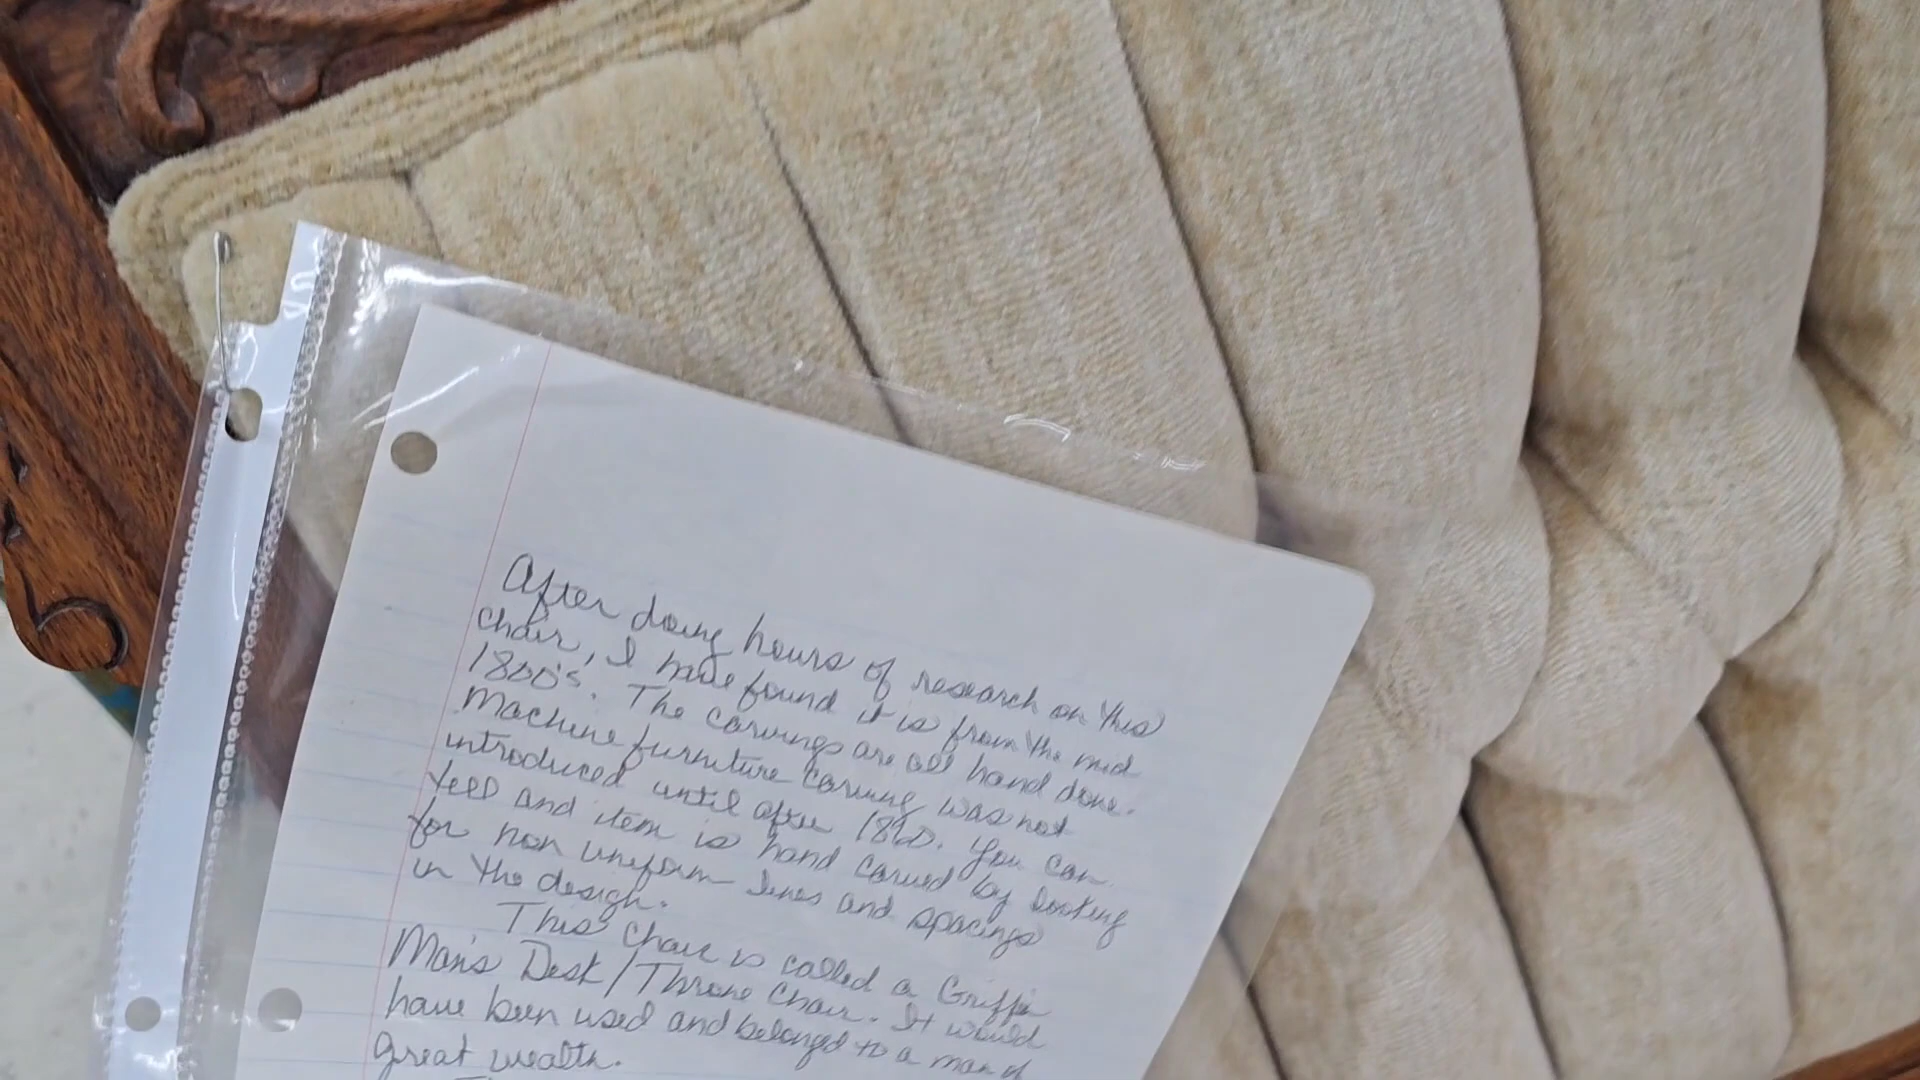 After doing hours of research on this
chair, I have found it is from the mid
1800's. The carvings are all hand done.
Machine furniture carving was not
introduced until after 1860. You can
tell and item is hand carved by looking
for non uniform lines and spacings
in the design.
This chair is called a Griffin
Man's Desk/Throne Chair. It would
have been used and belonged to a man of
great wealth.